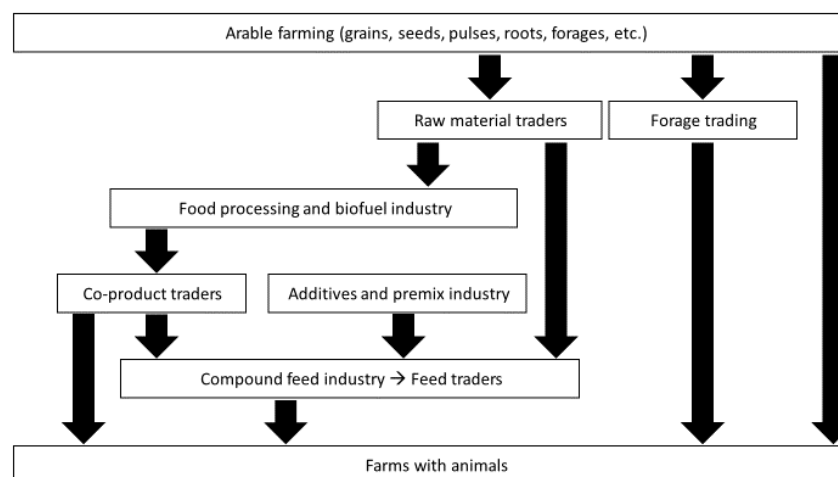 Arable farming (grains, seeds, pulses, roots, forages, etc.)
Raw material traders
Forage trading
Food processing and biofuel industry
Co-product traders
Additives and premix industry
Compound feed industry → Feed traders
Farms with animals